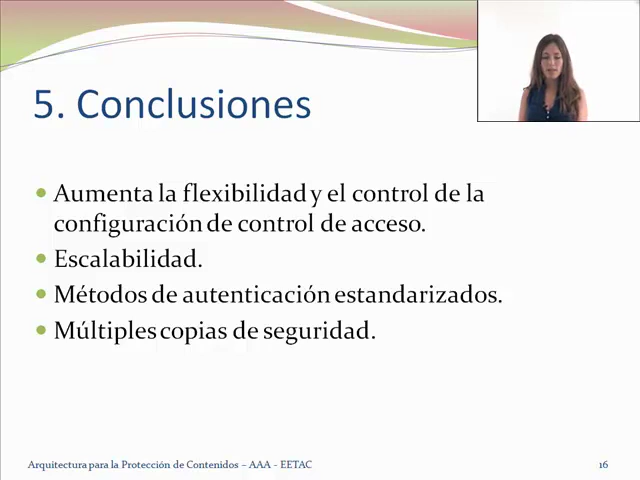 5. Conclusiones
Aumenta la flexibilidad y el control de la
configuración de control de acceso.
Escalabilidad.
Métodos de autenticación estandarizados.
Múltiples copias de seguridad.
Arquitectura para la Protección de Contenidos – AAA - EETAC
16